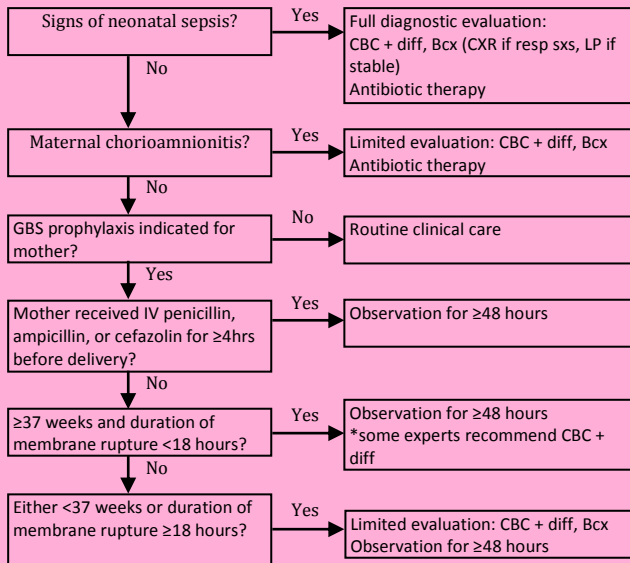 Signs of neonatal sepsis?
Yes
Full diagnostic evaluation:
CBC + diff, Bcx (CXR if resp sxs, LP if
stable)
Antibiotic therapy
No
Maternal chorioamnionitis?
Yes
Limited evaluation: CBC + diff, Bcx
Antibiotic therapy
No
GBS prophylaxis indicated for
mother?
No
Routine clinical care
Yes
Mother received IV penicillin,
ampicillin, or cefazolin for ≥4hrs
before delivery?
Yes
Observation for ≥48 hours
No
≥37 weeks and duration of
membrane rupture <18 hours?
Yes
Observation for ≥48 hours
*some experts recommend CBC +
diff
No
Either <37 weeks or duration of
membrane rupture ≥18 hours?
Yes
Limited evaluation: CBC + diff, Bcx
Observation for ≥48 hours